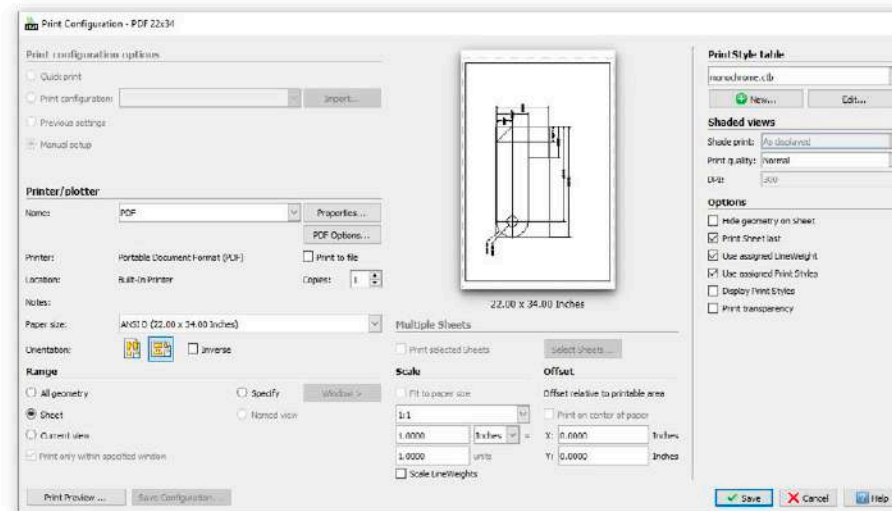 Print Configuration - PDF 22x34
Print configuration options
Quick print
Print configuration:
Import...
Previous settings
Manual setup
Printer/plotter
Name: PDF
Properties...
PDF Options...
Printer: Portable Document Format (PDF)
Print to file
Location: Built-In Printer
Copies: 1
Notes:
Paper size: ANSI D (22.00 x 34.00 Inches)
Orientation:
Inverse
Range
All geometry
Specify
Window >
Sheet
Named view
Current view
Print only within specified window
Print Preview ...
Save Configuration...
22.00 x 34.00 Inches
Multiple Sheets
Print selected Sheets
Select Sheets...
Scale
Fit to paper size
1:1
1.0000 Inches =
1.0000 units
Scale LineWeights
Offset
Offset relative to printable area
Print on center of paper
X: 0.0000 Inches
Y: 0.0000 Inches
PrintStyle table
monochrome.ctb
New...
Edit...
Shaded views
Shade print: As displayed
Print quality: Normal
DPI: 300
Options
Hide geometry on Sheet
Print Sheet last
Use assigned LineWeight
Use assigned Print Styles
Display Print Styles
Print transparency
Save
Cancel
Help